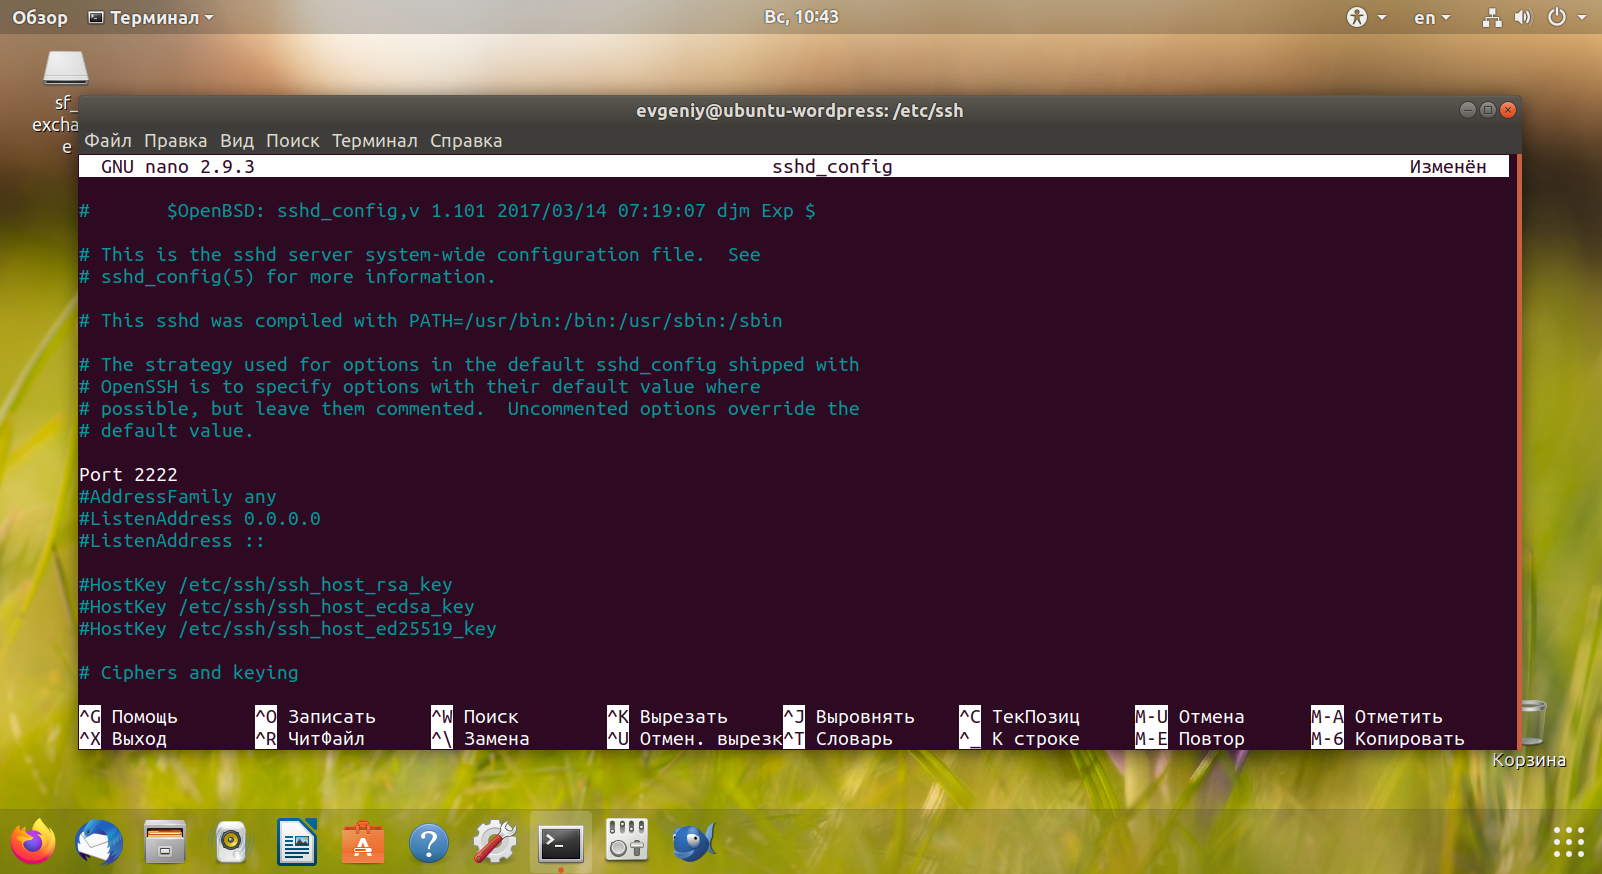 Обзор Терминал Вс, 10:43 en
sf_
excha
e
evgeniy@ubuntu-wordpress: /etc/ssh
Файл Правка Вид Поиск Терминал Справка
GNU nano 2.9.3 sshd_config Изменён
# $OpenBSD: sshd_config,v 1.101 2017/03/14 07:19:07 djm Exp $
# This is the sshd server system-wide configuration file. See
# sshd_config(5) for more information.
# This sshd was compiled with PATH=/usr/bin:/bin:/usr/sbin:/sbin
# The strategy used for options in the default sshd_config shipped with
# OpenSSH is to specify options with their default value where
# possible, but leave them commented. Uncommented options override the
# default value.
Port 2222
#AddressFamily any
#ListenAddress 0.0.0.0
#ListenAddress ::
#HostKey /etc/ssh/ssh_host_rsa_key
#HostKey /etc/ssh/ssh_host_ecdsa_key
#HostKey /etc/ssh/ssh_host_ed25519_key
# Ciphers and keying
^G Помощь ^O Записать ^W Поиск ^K Вырезать ^J Выровнять ^C ТекПозиц M-U Отмена M-A Отметить
^X Выход ^R ЧитФайл ^\ Замена ^U Отмен. вырезк ^T Словарь ^_ К строке M-E Повтор M-6 Копировать
Корзина